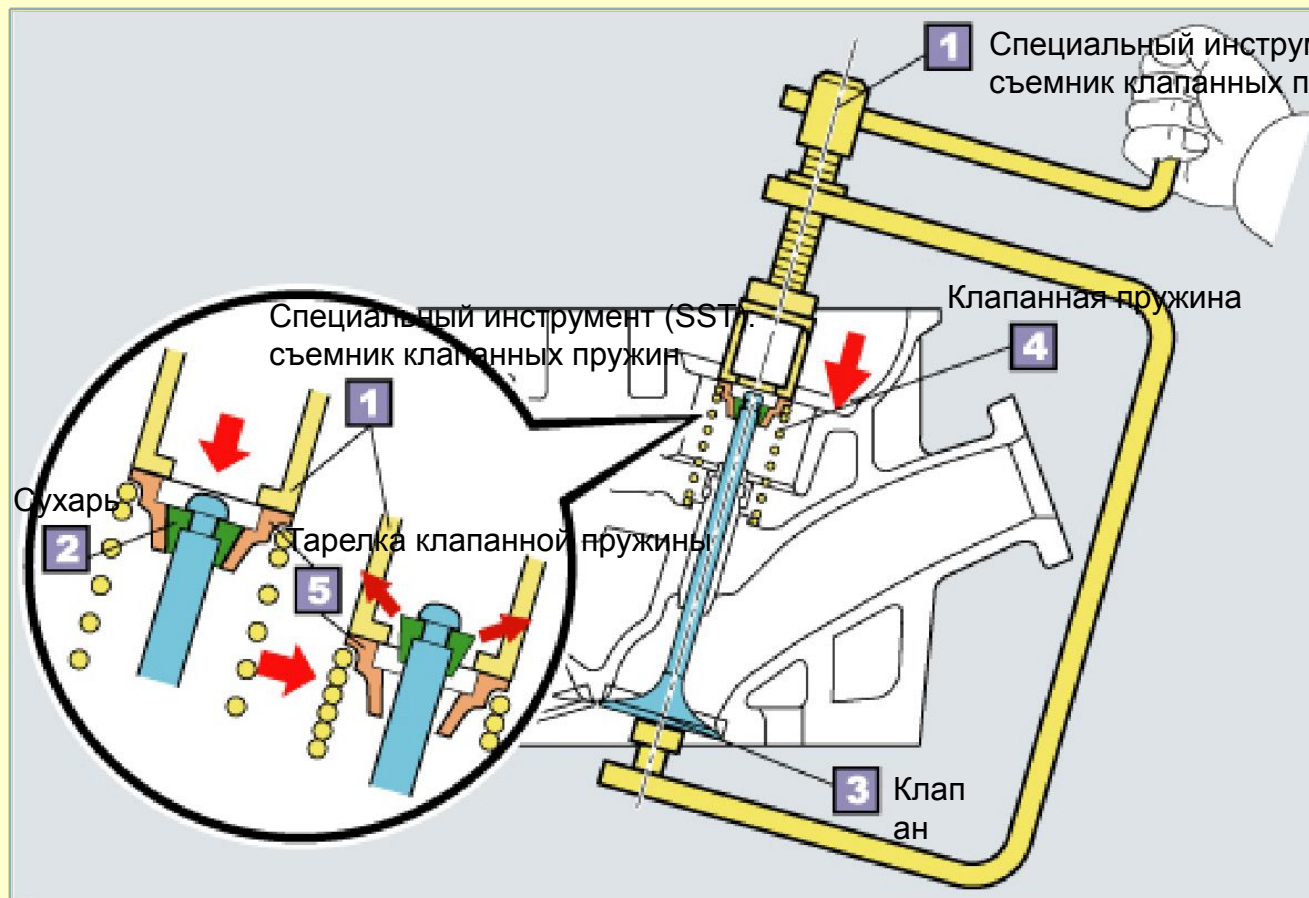 1 Специальный инструм
съемник клапанных п
Клапанная пружина
4
Специальный инструмент (SST):
съемник клапанных пружин
1
Сухарь
2
Тарелка клапанной пружины
5
3 Клап
ан